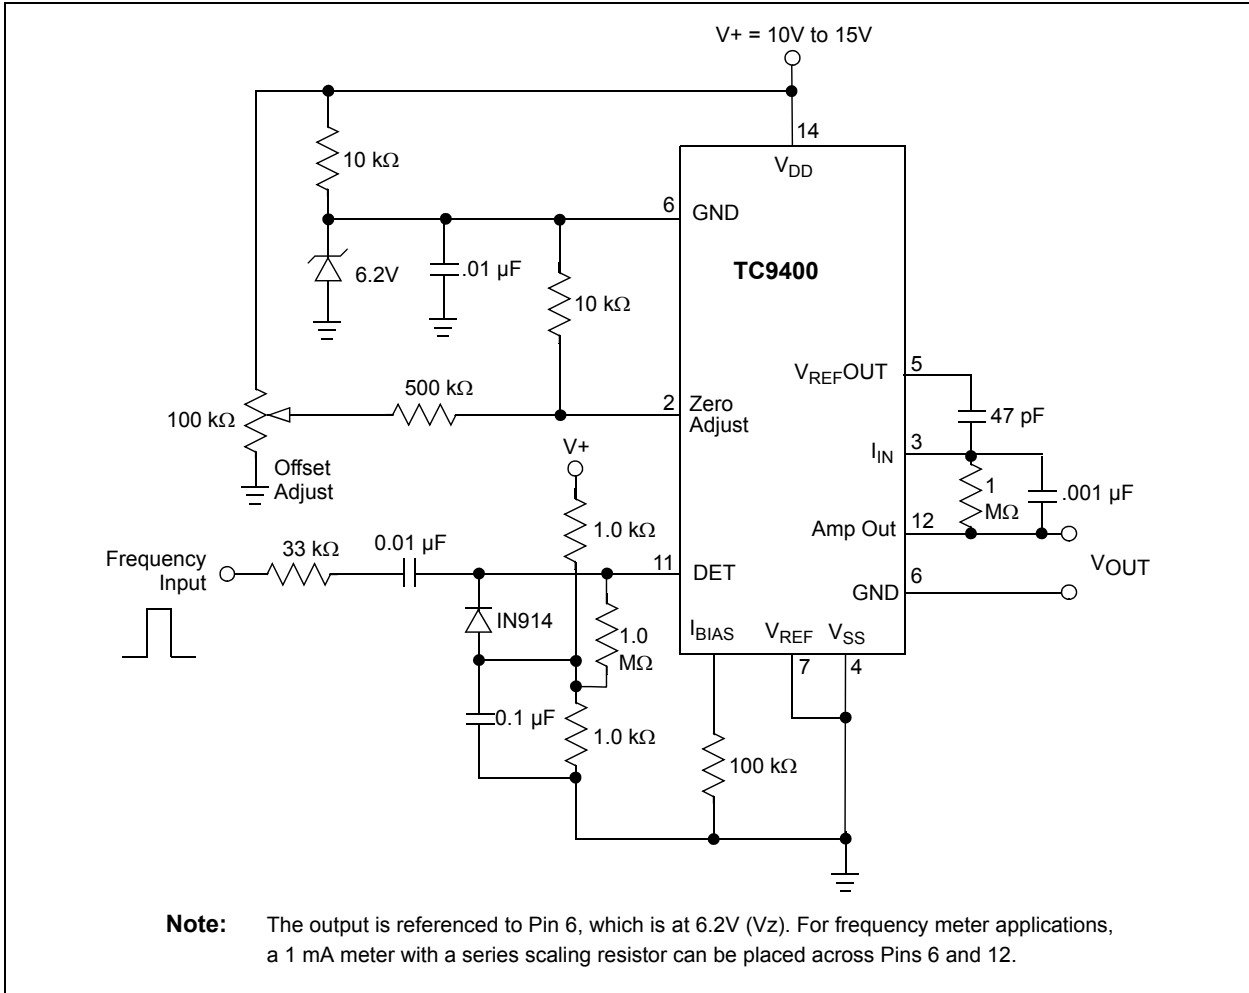 V+ = 10V to 15V
14
VDD
10 kΩ
6
GND
TC9400
6.2V
.01 µF
10 kΩ
5
VREFOUT
500 kΩ
2
Zero
Adjust
100 kΩ
47 pF
3
IIN
Offset
Adjust
V+
1
MΩ
.001 µF
1.0 kΩ
12
Amp Out
Frequency
Input
33 kΩ
0.01 µF
11
DET
VOUT
6
GND
IN914
1.0
MΩ
IBIAS
VREF
VSS
7
4
0.1 µF
1.0 kΩ
100 kΩ
Note: The output is referenced to Pin 6, which is at 6.2V (Vz). For frequency meter applications,
a 1 mA meter with a series scaling resistor can be placed across Pins 6 and 12.